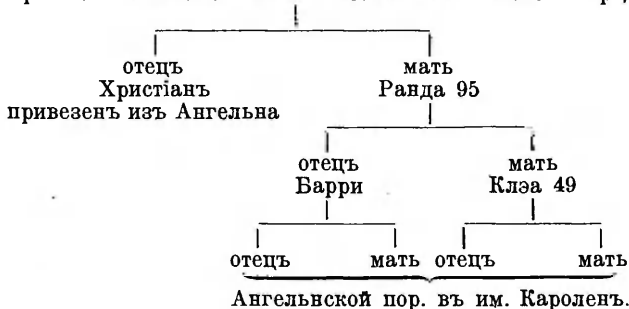 отецъ мать
Христіанъ Ранда 95
привезенъ изъ Ангельна
отецъ мать
Барри Клэа 49
отецъ мать отецъ мать
Ангельнской пор. въ им. Кароленъ.